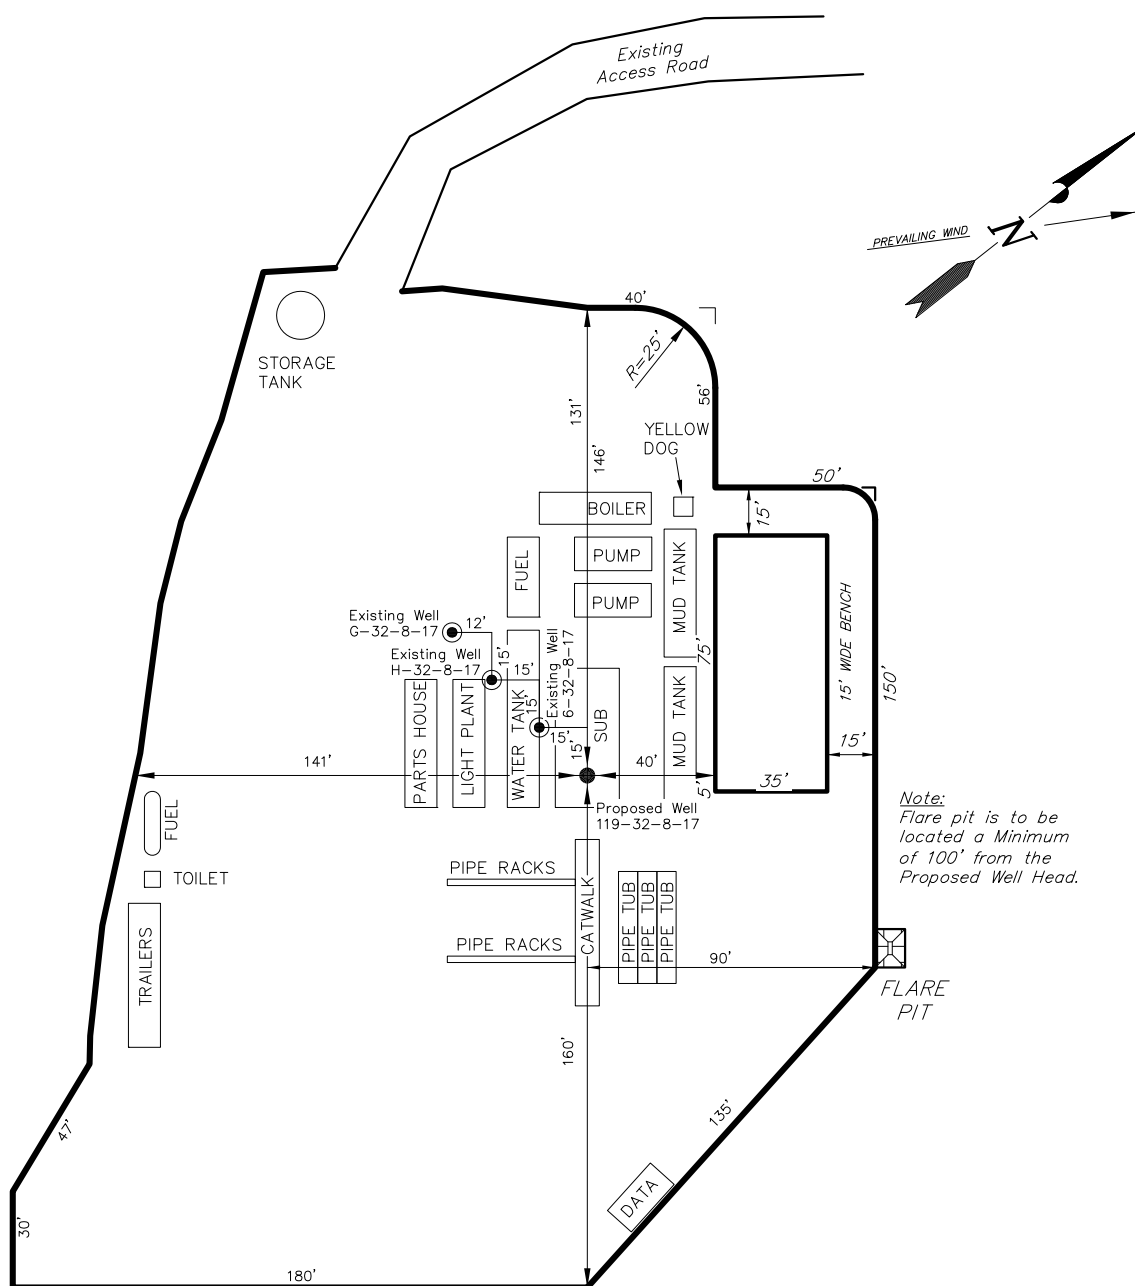 Existing
Access Road
PREVAILING WIND
N
STORAGE
TANK
40'
R=25'
131'
56'
146'
YELLOW
DOG
50'
15'
BOILER
FUEL
PUMP
PUMP
MUD TANK
Existing Well
G-32-8-17
12'
Existing Well
H-32-8-17
15'
15'
Existing Well
6-32-8-17
15'
15'
15'
75'
15' WIDE BENCH
150'
PARTS HOUSE
LIGHT PLANT
WATER TANK
SUB
MUD TANK
141'
40'
15'
5'
35'
Proposed Well
119-32-8-17
Note:
Flare pit is to be
located a Minimum
of 100' from the
Proposed Well Head.
FUEL
TOILET
TRAILERS
PIPE RACKS
PIPE RACKS
CATWALK
PIPE TUB
PIPE TUB
PIPE TUB
90'
FLARE
PIT
160'
135'
47'
DATA
30'
180'